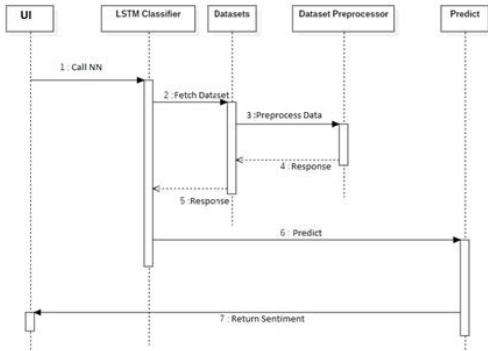 UI
LSTM Classifier
Datasets
Dataset Preprocessor
Predict
1 : Call NN
2 : Fetch Dataset
3 :Preprocess Data
4 : Response
5 : Response
6 : Predict
7 : Return Sentiment